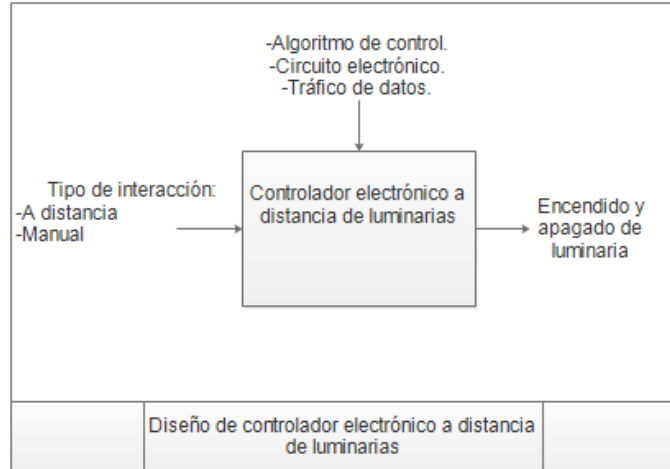 -Algoritmo de control.
-Circuito electrónico.
-Tráfico de datos.
Tipo de interacción:
-A distancia
-Manual
Controlador electrónico a
distancia de luminarias
Encendido y
apagado de
luminaria
Diseño de controlador electrónico a distancia
de luminarias